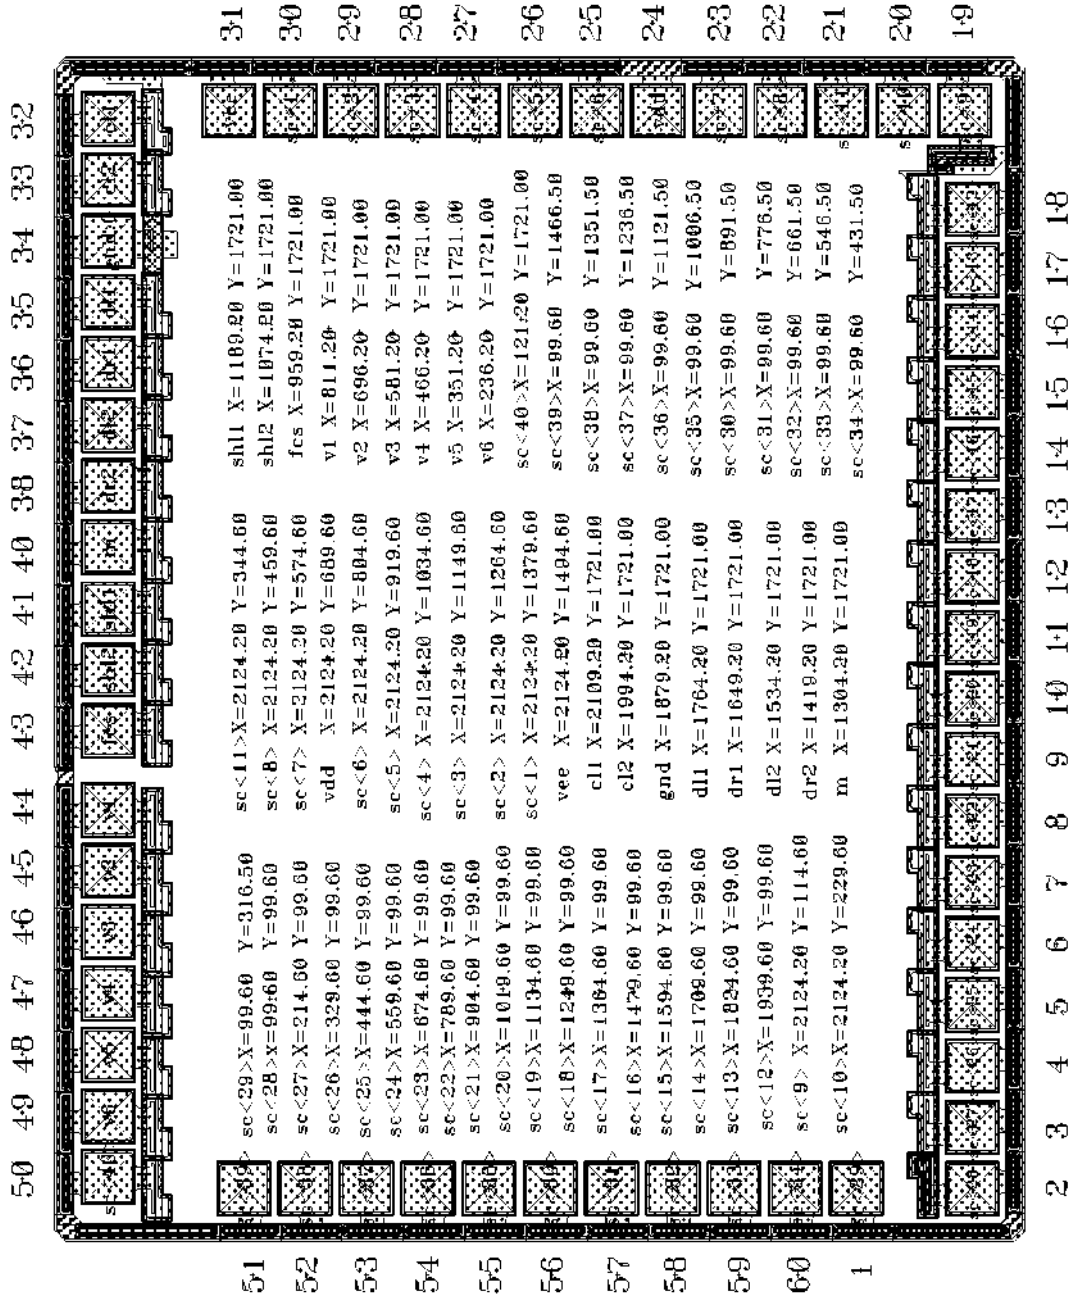 50 49 48 47 46 45 44 43 42 41 40 38 37 36 35 34 33 32
51
52
53
54
55
56
57
58
59
60
1
sc<29>X=99.60 Y=316.50
sc<28>X=99.60 Y=99.60
sc<27>X=214.60 Y=99.60
sc<26>X=329.60 Y=99.60
sc<25>X=444.60 Y=99.60
sc<24>X=559.60 Y=99.60
sc<23>X=674.60 Y=99.60
sc<22>X=789.60 Y=99.60
sc<21>X=904.60 Y=99.60
sc<20>X=1019.60 Y=99.60
sc<19>X=1134.60 Y=99.60
sc<18>X=1249.60 Y=99.60
sc<17>X=1364.60 Y=99.60
sc<16>X=1479.60 Y=99.60
sc<15>X=1594.60 Y=99.60
sc<14>X=1709.60 Y=99.60
sc<13>X=1824.60 Y=99.60
sc<12>X=1939.60 Y=99.60
sc<9> X=2124.20 Y=114.60
sc<10>X=2124.20 Y=229.60
sc<11>X=2124.20 Y=344.60
sc<8> X=2124.20 Y=459.60
sc<7> X=2124.20 Y=574.60
vdd X=2124.20 Y=689.60
sc<6> X=2124.20 Y=804.60
sc<5> X=2124.20 Y=919.60
sc<4> X=2124.20 Y=1034.60
sc<3> X=2124.20 Y=1149.60
sc<2> X=2124.20 Y=1264.60
sc<1> X=2124.20 Y=1379.60
vee X=2124.20 Y=1494.60
cl1 X=2109.20 Y=1721.00
cl2 X=1994.20 Y=1721.00
gnd X=1879.20 Y=1721.00
dl1 X=1764.20 Y=1721.00
dr1 X=1649.20 Y=1721.00
dl2 X=1534.20 Y=1721.00
dr2 X=1419.20 Y=1721.00
m X=1304.20 Y=1721.00
shl1 X=1189.20 Y=1721.00
shl2 X=1074.20 Y=1721.00
fcs X=959.20 Y=1721.00
v1 X=811.20 Y=1721.00
v2 X=696.20 Y=1721.00
v3 X=581.20 Y=1721.00
v4 X=466.20 Y=1721.00
v5 X=351.20 Y=1721.00
v6 X=236.20 Y=1721.00
sc<40>X=121.20 Y=1721.00
sc<39>X=99.60 Y=1466.50
sc<38>X=99.60 Y=1351.50
sc<37>X=99.60 Y=1236.50
sc<36>X=99.60 Y=1121.50
sc<35>X=99.60 Y=1006.50
sc<30>X=99.60 Y=891.50
sc<31>X=99.60 Y=776.50
sc<32>X=99.60 Y=661.50
sc<33>X=99.60 Y=546.50
sc<34>X=99.60 Y=431.50
31
30
29
28
27
26
25
24
23
22
21
20
19
2 3 4 5 6 7 8 9 10 11 12 13 14 15 16 17 18